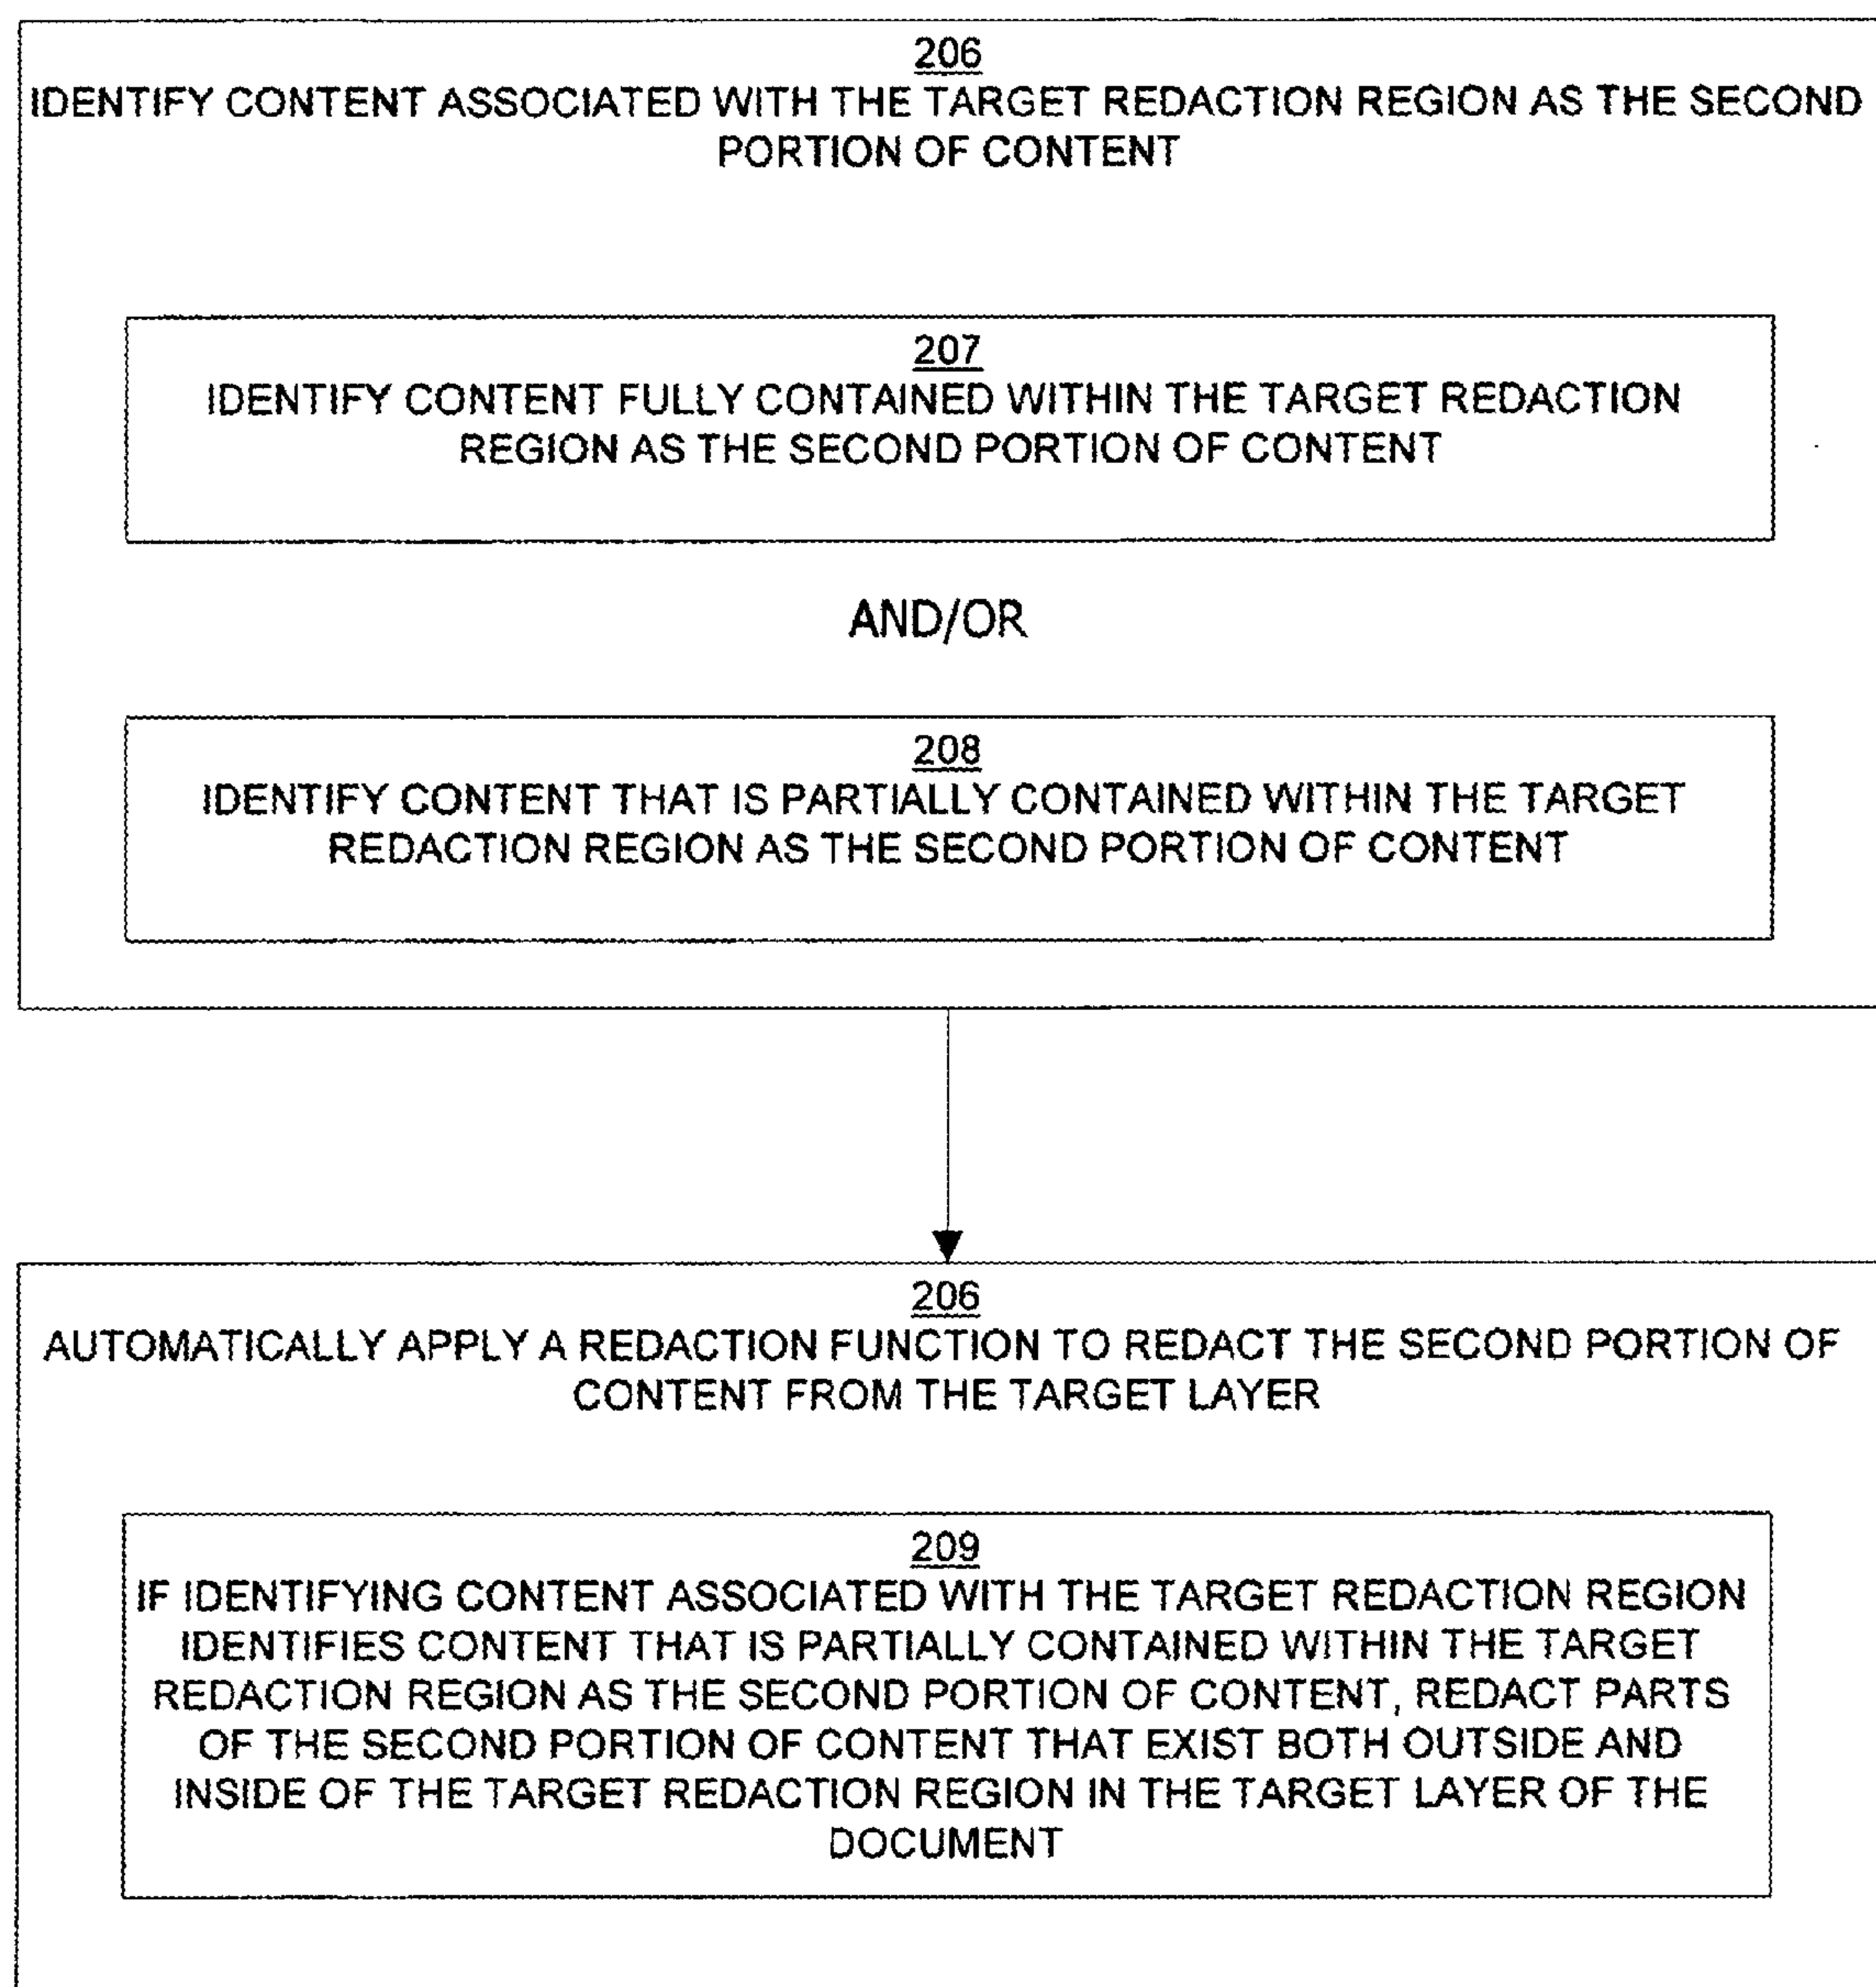 206
IDENTIFY CONTENT ASSOCIATED WITH THE TARGET REDACTION REGION AS THE SECOND
PORTION OF CONTENT
207
IDENTIFY CONTENT FULLY CONTAINED WITHIN THE TARGET REDACTION
REGION AS THE SECOND PORTION OF CONTENT
AND/OR
208
IDENTIFY CONTENT THAT IS PARTIALLY CONTAINED WITHIN THE TARGET
REDACTION REGION AS THE SECOND PORTION OF CONTENT
206
AUTOMATICALLY APPLY A REDACTION FUNCTION TO REDACT THE SECOND PORTION OF
CONTENT FROM THE TARGET LAYER
209
IF IDENTIFYING CONTENT ASSOCIATED WITH THE TARGET REDACTION REGION
IDENTIFIES CONTENT THAT IS PARTIALLY CONTAINED WITHIN THE TARGET
REDACTION REGION AS THE SECOND PORTION OF CONTENT, REDACT PARTS
OF THE SECOND PORTION OF CONTENT THAT EXIST BOTH OUTSIDE AND
INSIDE OF THE TARGET REDACTION REGION IN THE TARGET LAYER OF THE
DOCUMENT